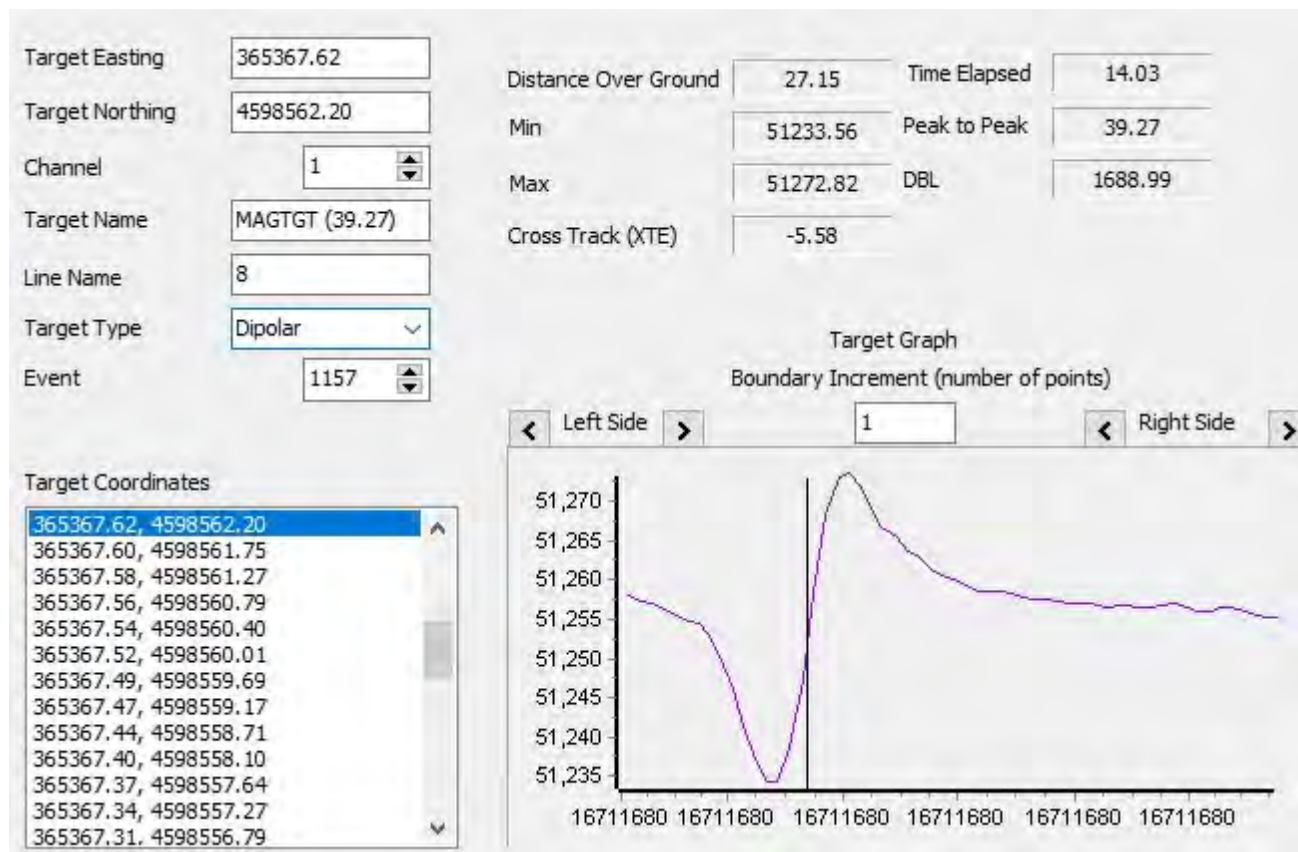 Target Easting 365367.62
Target Northing 4598562.20
Channel 1
Target Name MAGTGT (39.27)
Line Name 8
Target Type Dipolar
Event 1157
Distance Over Ground 27.15 Time Elapsed 14.03
Min 51233.56 Peak to Peak 39.27
Max 51272.82 DBL 1688.99
Cross Track (XTE) -5.58
Target Coordinates
365367.62, 4598562.20
365367.60, 4598561.75
365367.58, 4598561.27
365367.56, 4598560.79
365367.54, 4598560.40
365367.52, 4598560.01
365367.49, 4598559.69
365367.47, 4598559.17
365367.44, 4598558.71
365367.40, 4598558.10
365367.37, 4598557.64
365367.34, 4598557.27
365367.31, 4598556.79
Target Graph
Boundary Increment (number of points)
Left Side 1 Right Side
51,270
51,265
51,260
51,255
51,250
51,245
51,240
51,235
16711680 16711680 16711680 16711680 16711680 16711680